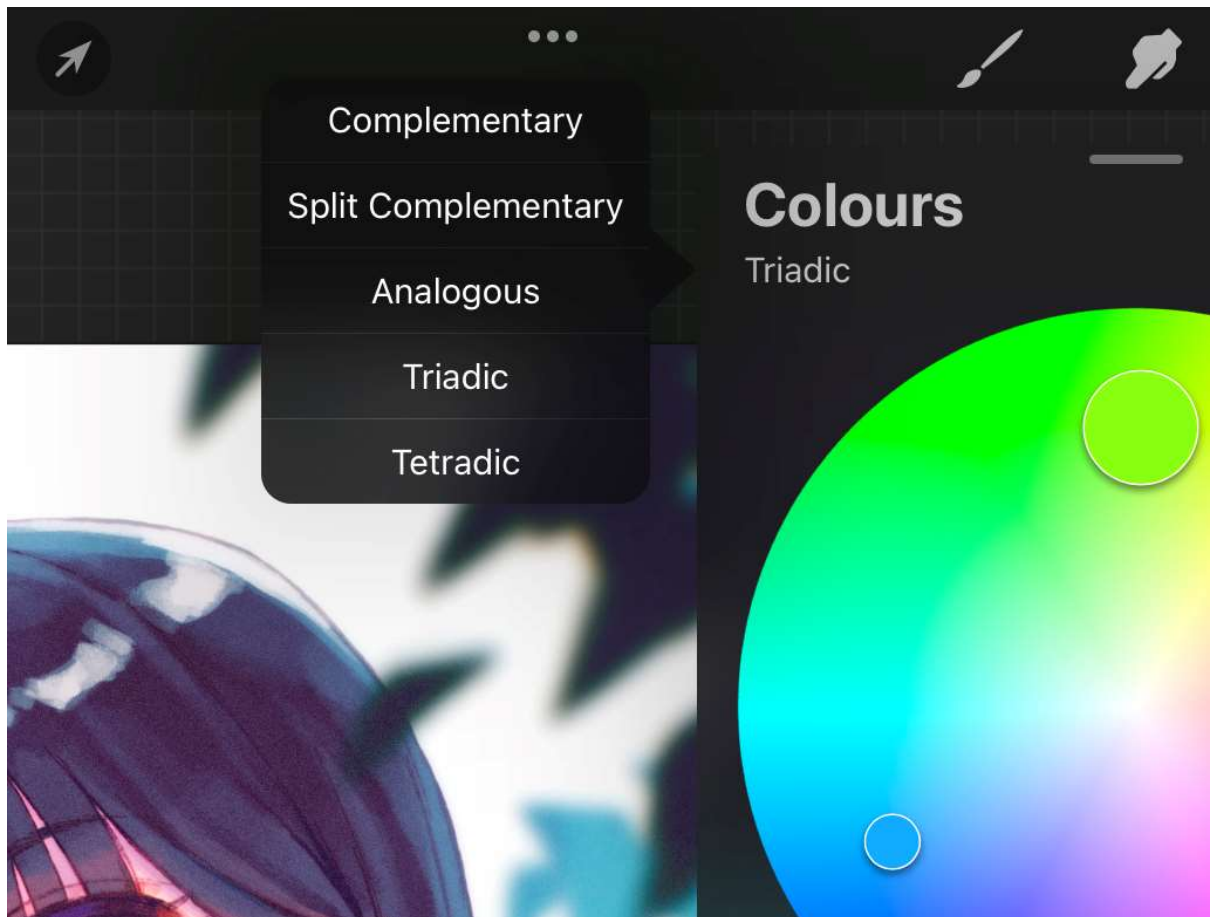 Complementary
Split Complementary
Analogous
Triadic
Tetradic
Colours
Triadic